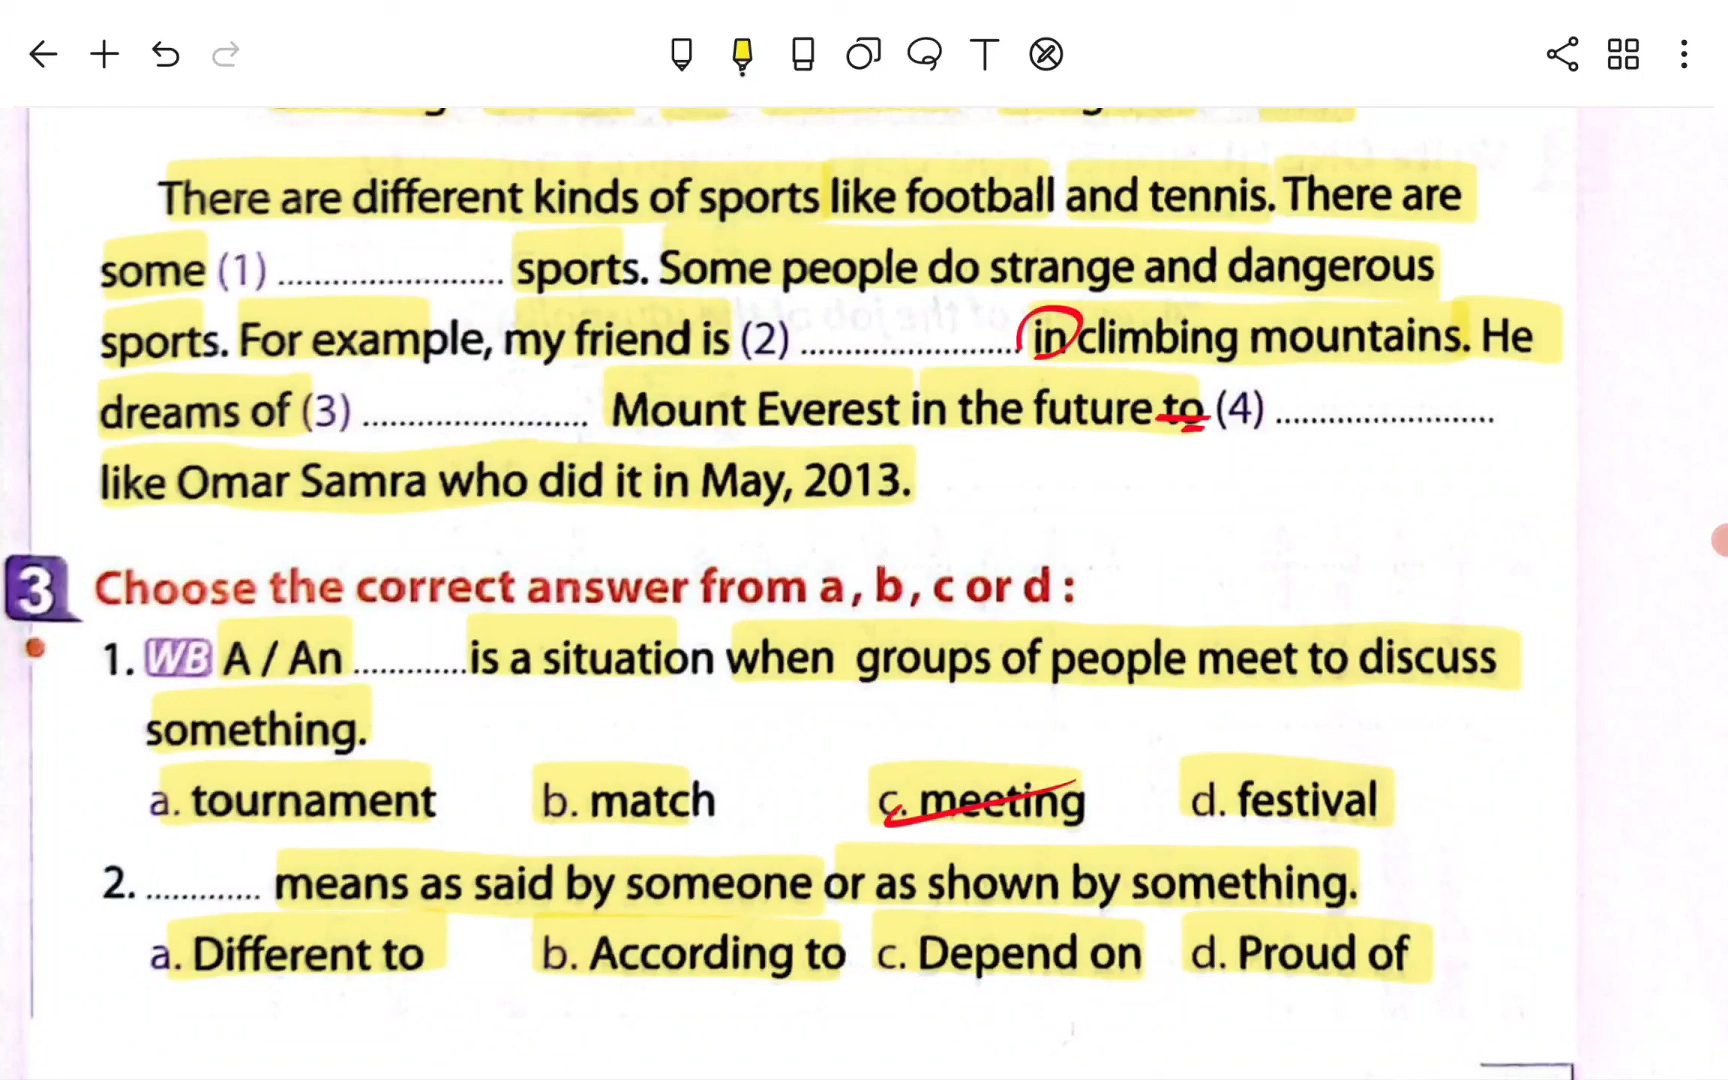 There are different kinds of sports like football and tennis. There are
some (1) ........................ sports. Some people do strange and dangerous
sports. For example, my friend is (2) ........................ in climbing mountains. He
dreams of (3) ........................ Mount Everest in the future to (4) ........................
like Omar Samra who did it in May, 2013.
3 Choose the correct answer from a, b, c or d :
1. WB A / An ............ is a situation when groups of people meet to discuss
something.
a. tournament b. match c. meeting d. festival
2. ............ means as said by someone or as shown by something.
a. Different to b. According to c. Depend on d. Proud of